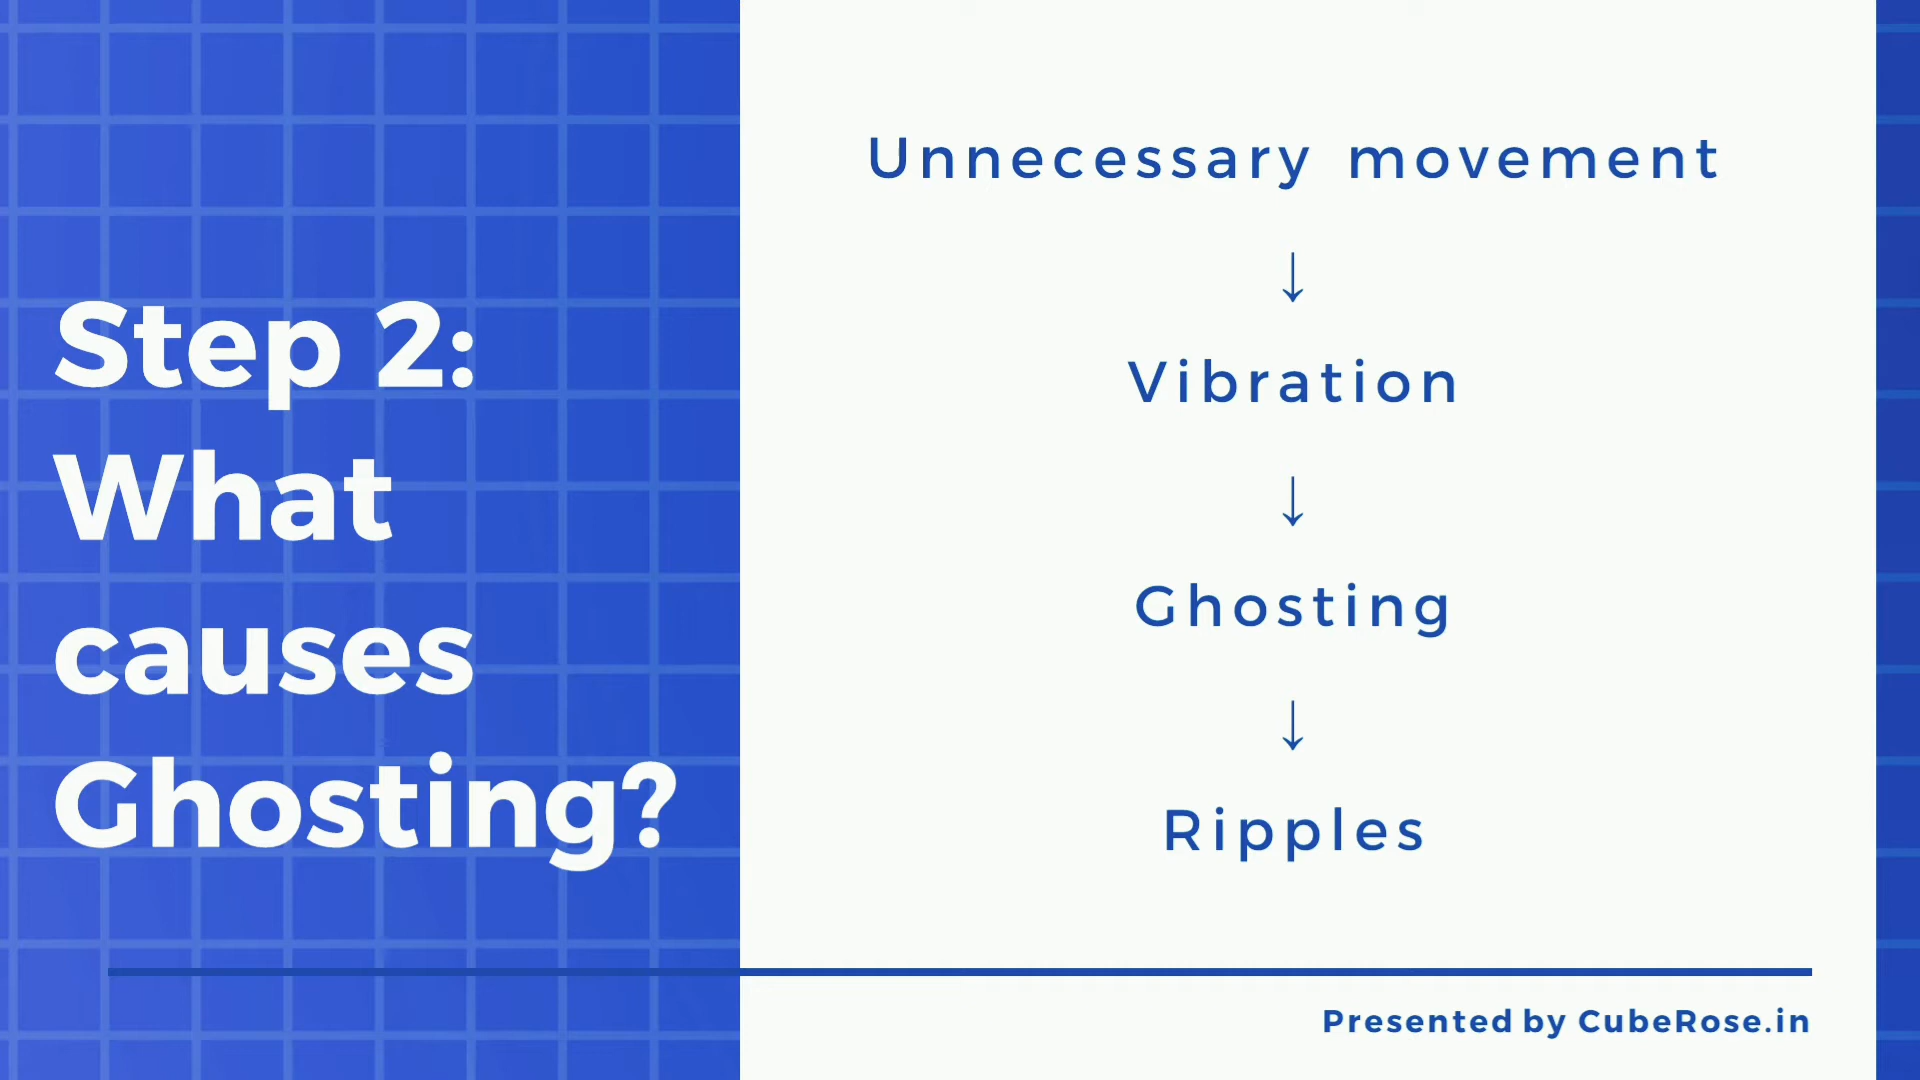 Step 2:
What
causes
Ghosting?
Unnecessary movement
↓
Vibration
↓
Ghosting
↓
Ripples
Presented by CubeRose.in